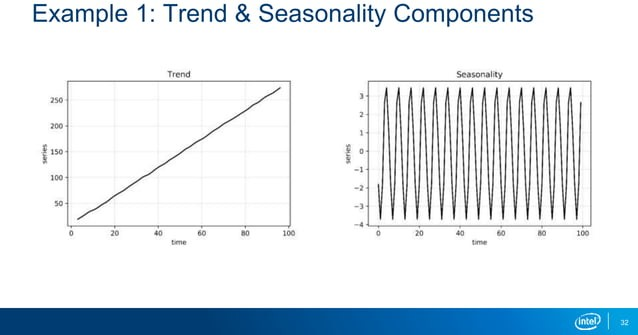 Example 1: Trend & Seasonality Components
Trend
250
200
150
100
50
series
0 20 40 60 80 100
time
Seasonality
3
2
1
0
−1
−2
−3
−4
series
0 20 40 60 80 100
time
intel
32